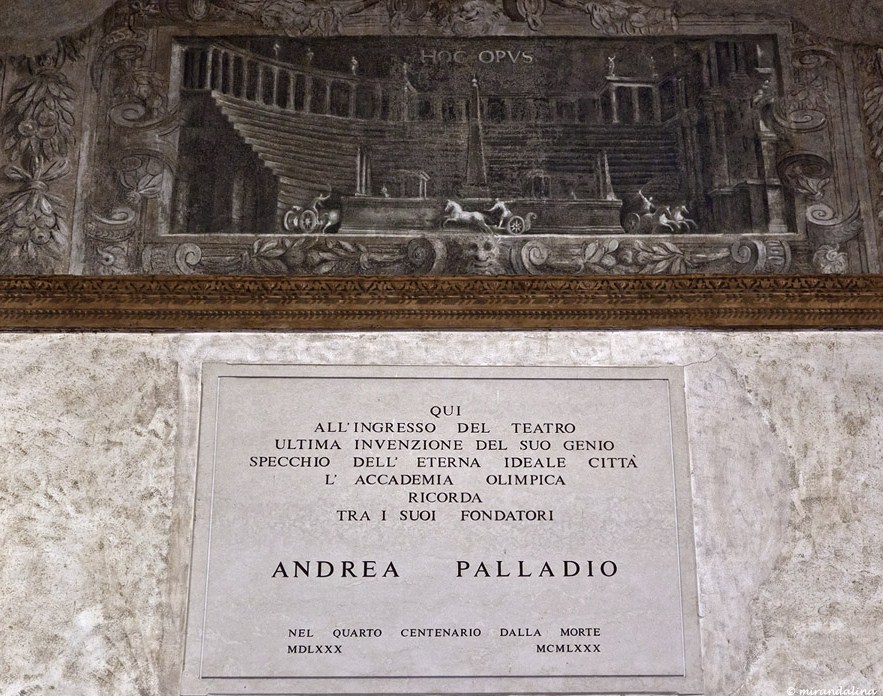 HOC OPVS
QUI
ALL'INGRESSO DEL TEATRO
ULTIMA INVENZIONE DEL SUO GENIO
SPECCHIO DELL' ETERNA IDEALE CITTÀ
L' ACCADEMIA OLIMPICA
RICORDA
TRA I SUOI FONDATORI
ANDREA PALLADIO
NEL QUARTO CENTENARIO DALLA MORTE
MDLXXX MCMLXXX
© mirandalina